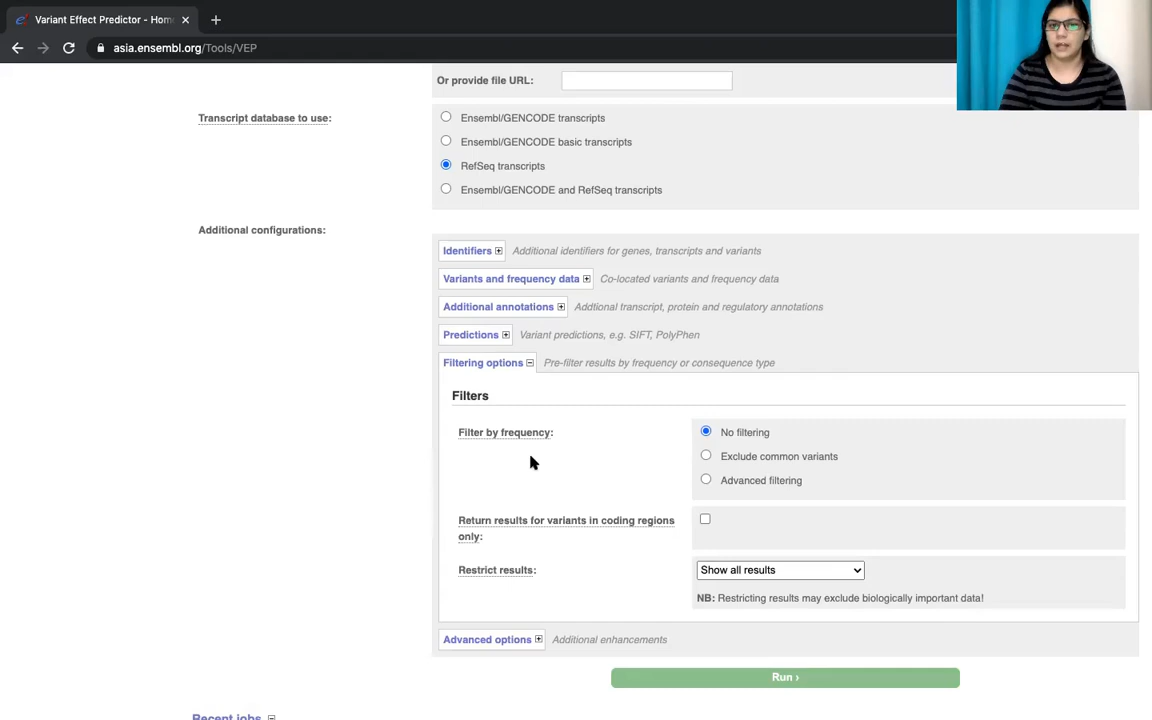 Variant Effect Predictor - Hom
asia.ensembl.org/Tools/VEP
Or provide file URL:
Transcript database to use:
Ensembl/GENCODE transcripts
Ensembl/GENCODE basic transcripts
RefSeq transcripts
Ensembl/GENCODE and RefSeq transcripts
Additional configurations:
Identifiers Additional identifiers for genes, transcripts and variants
Variants and frequency data Co-located variants and frequency data
Additional annotations Addtional transcript, protein and regulatory annotations
Predictions Variant predictions, e.g. SIFT, PolyPhen
Filtering options Pre-filter results by frequency or consequence type
Filters
Filter by frequency:
No filtering
Exclude common variants
Advanced filtering
Return results for variants in coding regions
only:
Restrict results:
Show all results
NB: Restricting results may exclude biologically important data!
Advanced options Additional enhancements
Run ›
Recent jobs